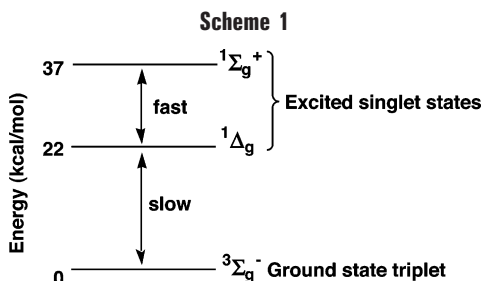 Scheme 1
Energy (kcal/mol)
37
¹Σg⁺
fast
Excited singlet states
22
¹Δg
slow
0
³Σg⁻ Ground state triplet